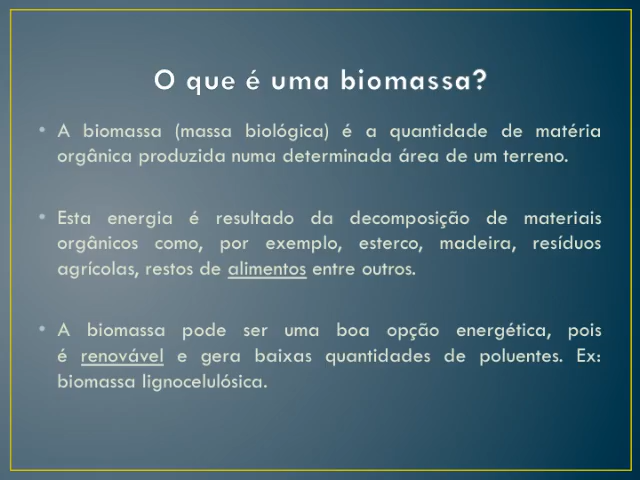 O que é uma biomassa?
• A biomassa (massa biológica) é a quantidade de matéria
orgânica produzida numa determinada área de um terreno.
• Esta energia é resultado da decomposição de materiais
orgânicos como, por exemplo, esterco, madeira, resíduos
agrícolas, restos de alimentos entre outros.
• A biomassa pode ser uma boa opção energética, pois
é renovável e gera baixas quantidades de poluentes. Ex:
biomassa lignocelulósica.